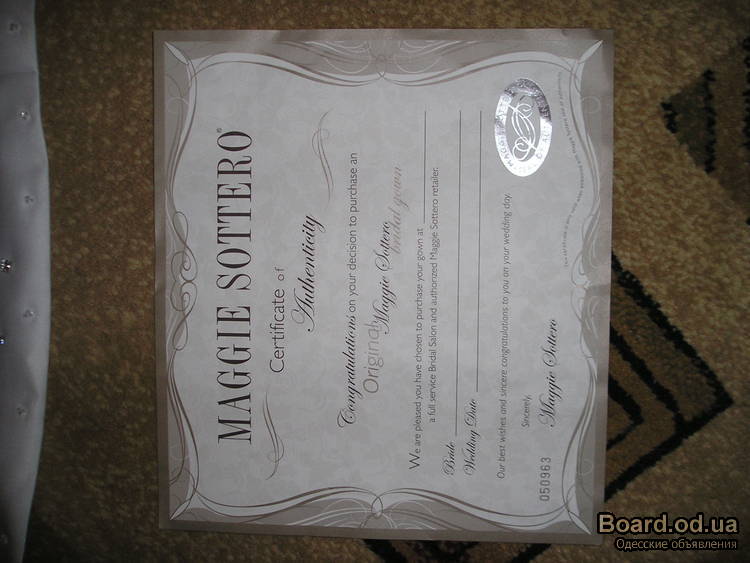 MAGGIE SOTTERO®
Certificate of
Authenticity
Congratulations on your decision to purchase an
Original Maggie Sottero
bridal gown
We are pleased you have chosen to purchase your gown at
a full service Bridal Salon and authorized Maggie Sottero retailer.
Bride
Wedding Date
Our best wishes and sincere congratulations to you on your wedding day.
Sincerely,
Maggie Sottero
050963
Board.od.ua
Одесские объявления